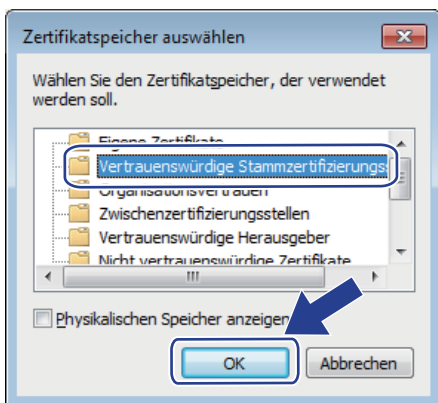 Zertifikatspeicher auswählen
Wählen Sie den Zertifikatspeicher, der verwendet
werden soll.
Eigene Zertifikate
Vertrauenswürdige Stammzertifizierungs
Organisationsvertrauen
Zwischenzertifizierungsstellen
Vertrauenswürdige Herausgeber
Nicht vertrauenswürdige Zertifikate
Physikalischen Speicher anzeigen
OK Abbrechen